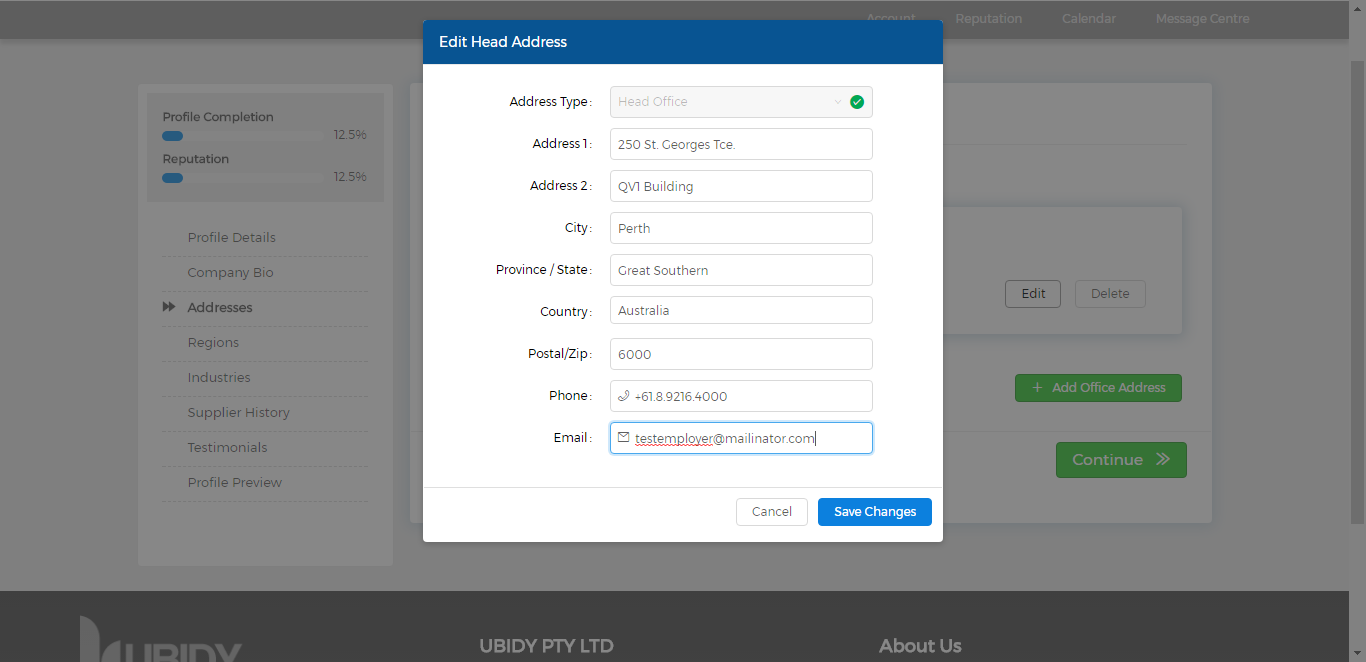 Account Reputation Calendar Message Centre
Edit Head Address
Address Type: Head Office
Address 1: 250 St. Georges Tce.
Address 2: QV1 Building
City: Perth
Province / State: Great Southern
Country: Australia
Postal/Zip: 6000
Phone: +61.8.9216.4000
Email: testemployer@mailinator.com
Cancel Save Changes
Profile Completion
12.5%
Reputation
12.5%
Profile Details
Company Bio
Addresses
Regions
Industries
Supplier History
Testimonials
Profile Preview
Edit Delete
+ Add Office Address
Continue
UBIDY
UBIDY PTY LTD
About Us